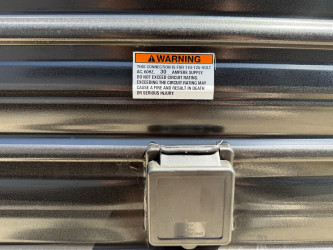 WARNING
THIS CONNECTION IS FOR 110-125-VOLT
AC, 60HZ, 30 AMPERE SUPPLY.
DO NOT EXCEED CIRCUIT RATING.
EXCEEDING THE CIRCUIT RATING MAY
CAUSE A FIRE AND RESULT IN DEATH
OR SERIOUS INJURY.